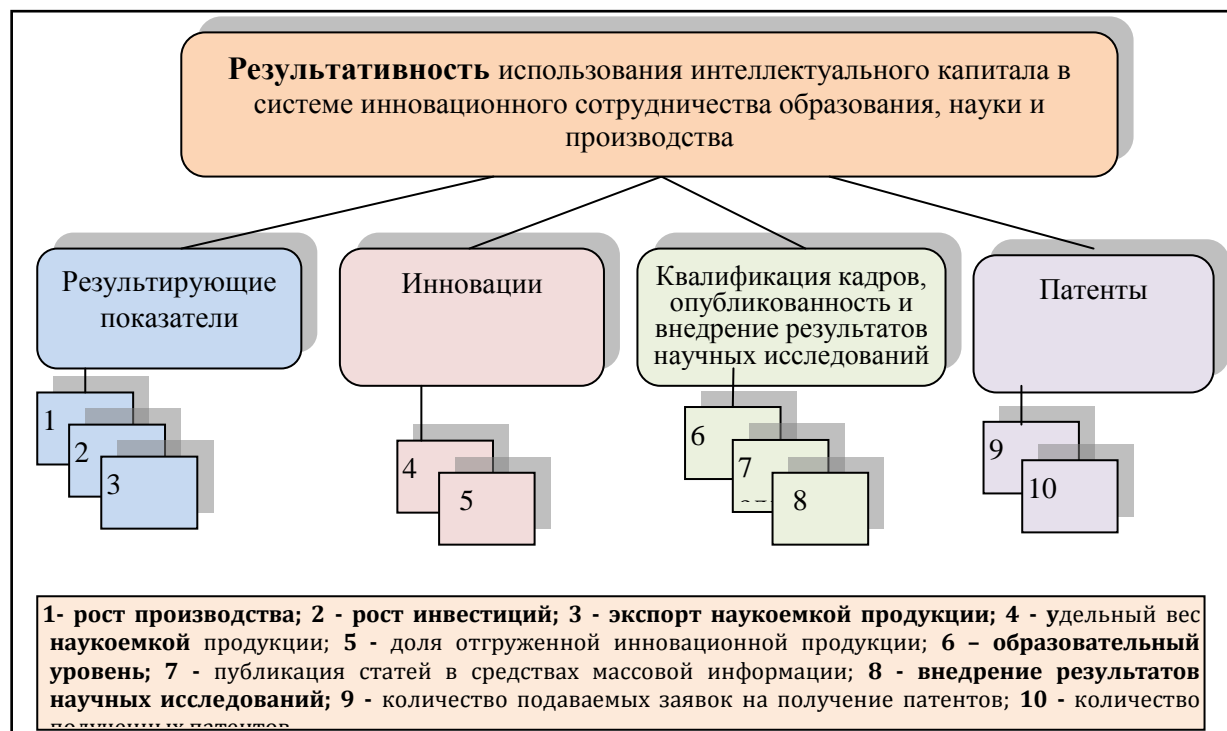 Результативность использования интеллектуального капитала в
системе инновационного сотрудничества образования, науки и
производства
Результирующие
показатели
Инновации
Квалификация кадров,
опубликованность и
внедрение результатов
научных исследований
Патенты
1
2
3
4
5
6
7
8
9
10
1- рост производства; 2 - рост инвестиций; 3 - экспорт наукоемкой продукции; 4 - удельный вес
наукоемкой продукции; 5 - доля отгруженной инновационной продукции; 6 – образовательный
уровень; 7 - публикация статей в средствах массовой информации; 8 - внедрение результатов
научных исследований; 9 - количество подаваемых заявок на получение патентов; 10 - количество
полученных патентов